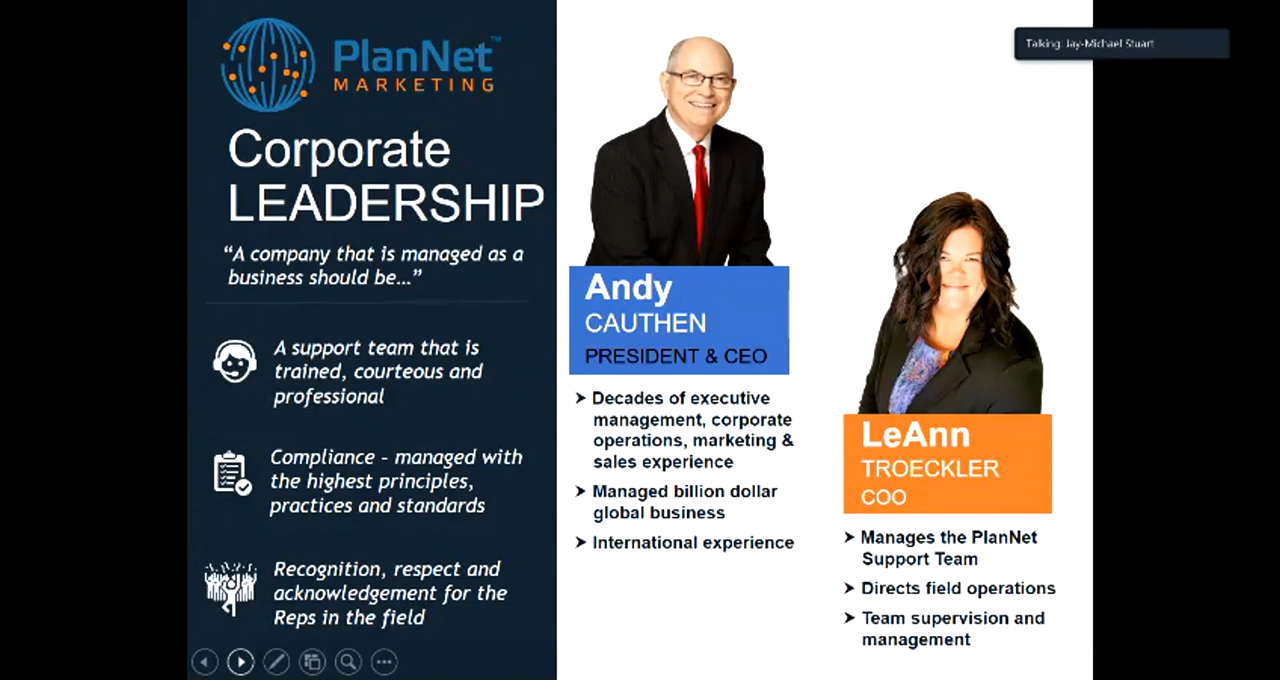 PlanNet™
MARKETING
Corporate
LEADERSHIP
“A company that is managed as a
business should be…”
A support team that is
trained, courteous and
professional
Compliance – managed with
the highest principles,
practices and standards
Recognition, respect and
acknowledgement for the
Reps in the field
Andy
CAUTHEN
PRESIDENT & CEO
➤ Decades of executive
management, corporate
operations, marketing &
sales experience
➤ Managed billion dollar
global business
➤ International experience
Talking: Jay-Michael Stuart
LeAnn
TROECKLER
COO
➤ Manages the PlanNet
Support Team
➤ Directs field operations
➤ Team supervision and
management